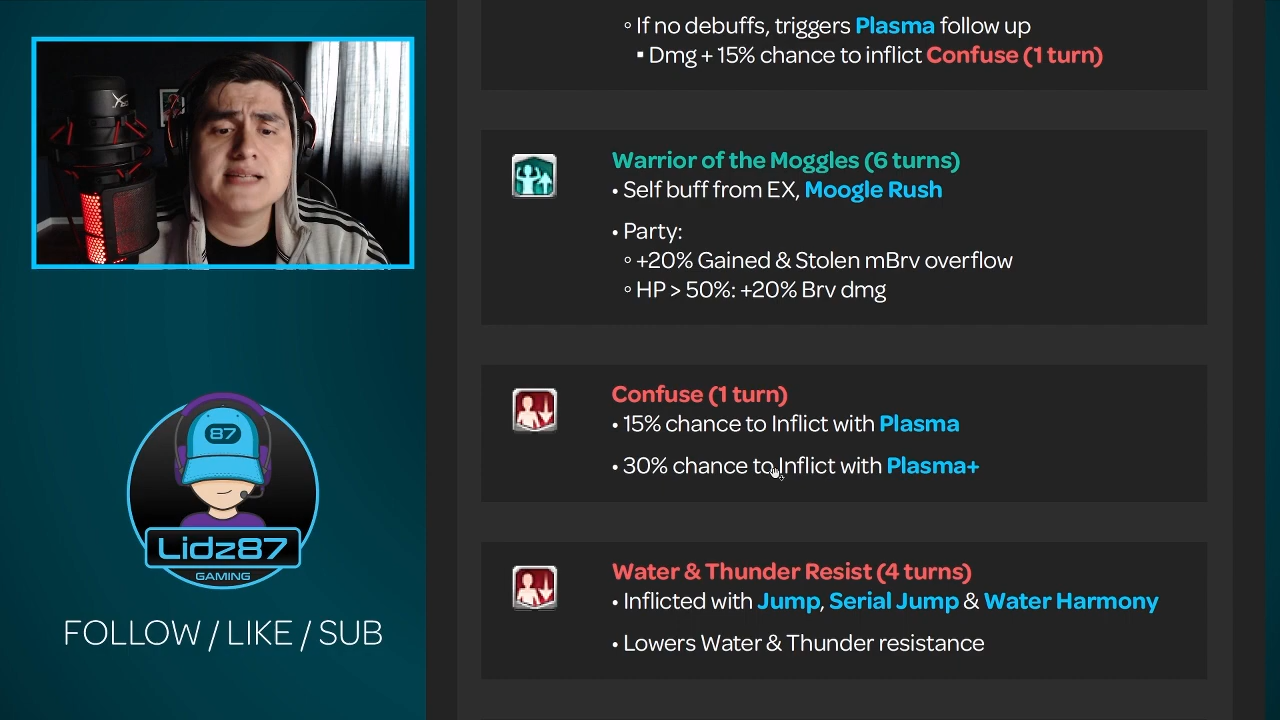 ◦ If no debuffs, triggers Plasma follow up
▪ Dmg + 15% chance to inflict Confuse (1 turn)
Warrior of the Moggles (6 turns)
• Self buff from EX, Moogle Rush
• Party:
◦ +20% Gained & Stolen mBrv overflow
◦ HP > 50%: +20% Brv dmg
Confuse (1 turn)
• 15% chance to Inflict with Plasma
• 30% chance to Inflict with Plasma+
Water & Thunder Resist (4 turns)
• Inflicted with Jump, Serial Jump & Water Harmony
• Lowers Water & Thunder resistance
87
Lidz87
GAMING
FOLLOW / LIKE / SUB